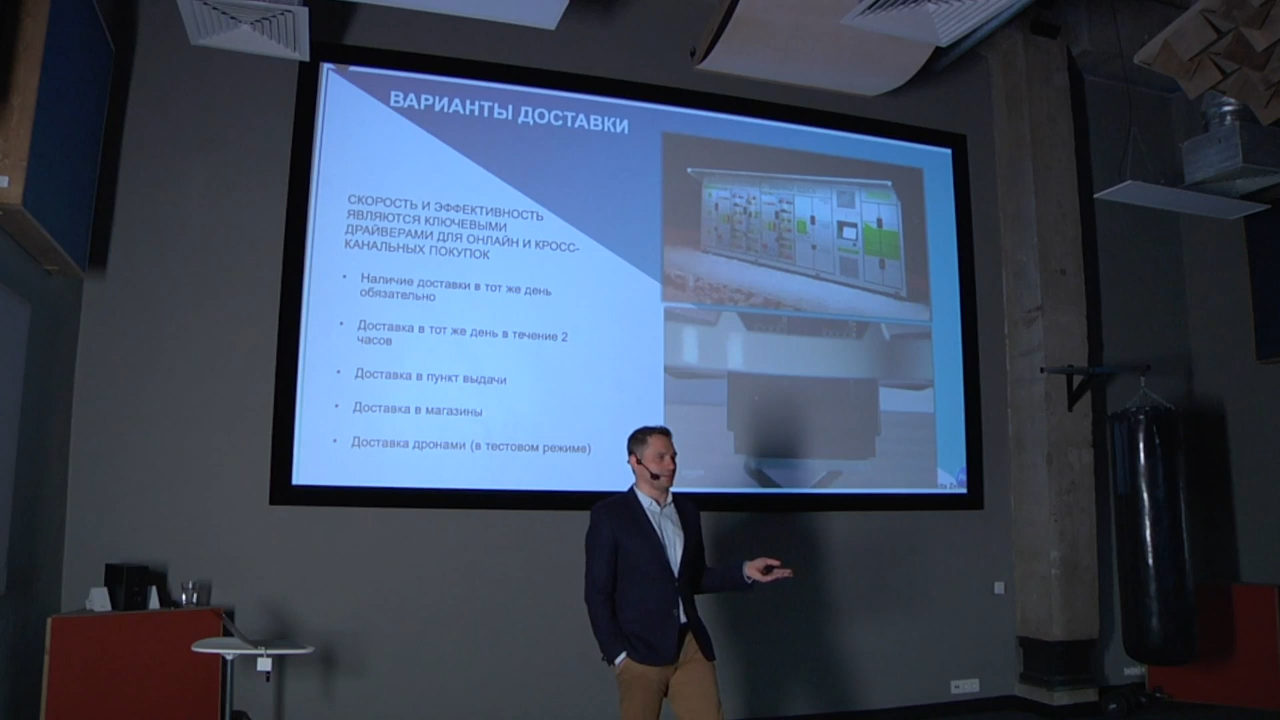 ВАРИАНТЫ ДОСТАВКИ
СКОРОСТЬ И ЭФФЕКТИВНОСТЬ
ЯВЛЯЮТСЯ КЛЮЧЕВЫМИ
ДРАЙВЕРАМИ ДЛЯ ОНЛАЙН И КРОСС-
КАНАЛЬНЫХ ПОКУПОК
• Наличие доставки в тот же день
обязательно
• Доставка в тот же день в течение 2
часов
• Доставка в пункт выдачи
• Доставка в магазины
• Доставка дронами (в тестовом режиме)